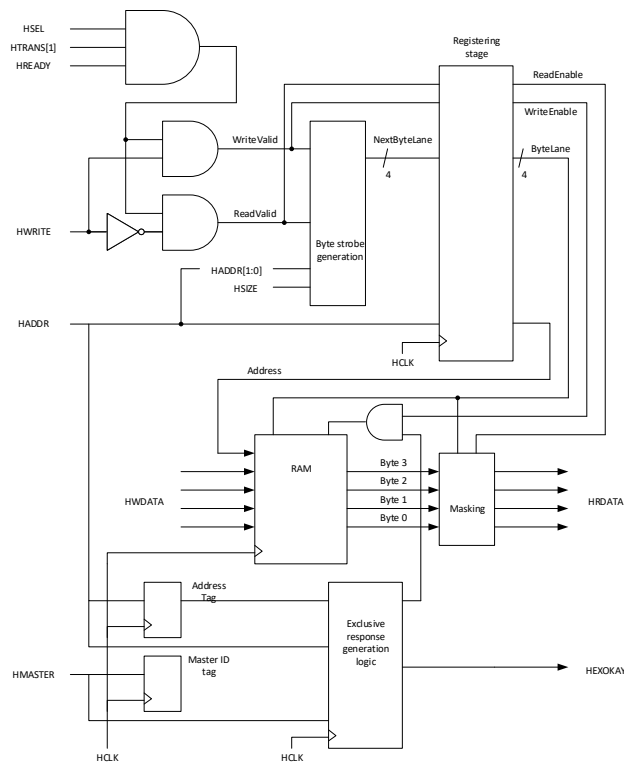 HSEL
HTRANS[1]
HREADY
Registering
stage
ReadEnable
WriteEnable
WriteValid
NextByteLane
ByteLane
4
4
ReadValid
HWRITE
Byte strobe
generation
HADDR[1:0]
HSIZE
HADDR
HCLK
Address
RAM
Byte 3
Byte 2
HWDATA
Byte 1
Masking
HRDATA
Byte 0
Address
Tag
Exclusive
response
generation
logic
Master ID
tag
HMASTER
HEXOKAY
HCLK
HCLK